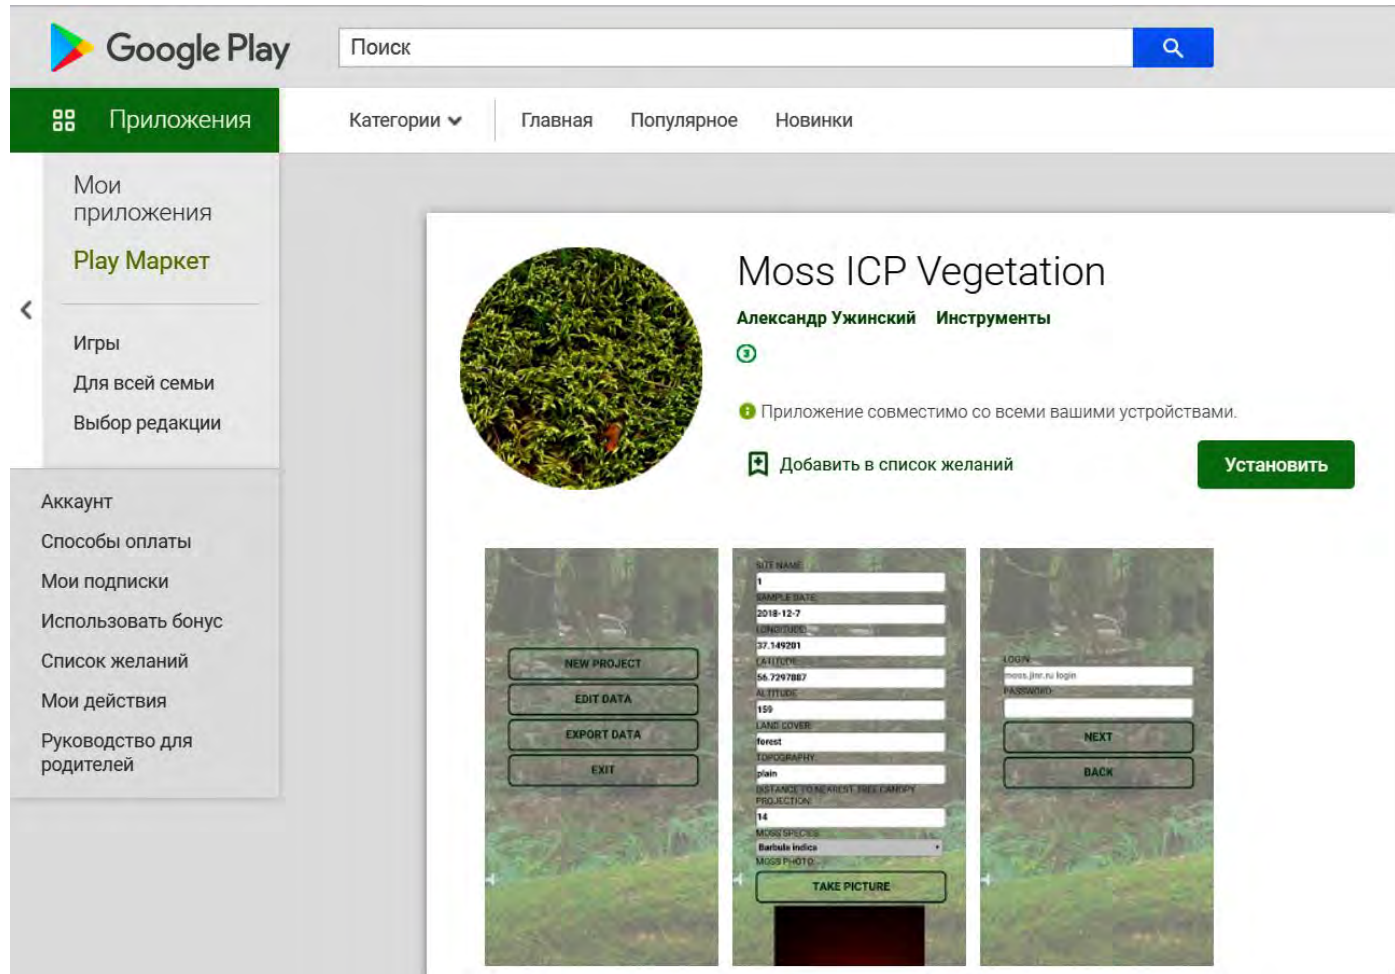 Google Play
Поиск
Приложения
Категории
Главная
Популярное
Новинки
Мои
приложения
Play Маркет
Игры
Для всей семьи
Выбор редакции
Аккаунт
Способы оплаты
Мои подписки
Использовать бонус
Список желаний
Мои действия
Руководство для
родителей
Moss ICP Vegetation
Александр Ужинский Инструменты
3
Приложение совместимо со всеми вашими устройствами.
Добавить в список желаний
Установить
NEW PROJECT
EDIT DATA
EXPORT DATA
EXIT
SITE NAME:
1
SAMPLE DATE:
2018-12-7
LONGITUDE:
37.149201
LATITUDE:
56.7297887
ALTITUDE:
159
LAND COVER:
forest
TOPOGRAPHY:
plain
DISTANCE TO NEAREST TREE CANOPY
PROJECTION:
14
MOSS SPECIES:
Barbula indica
MOSS PHOTO:
TAKE PICTURE
LOGIN:
moss.jinr.ru login
PASSWORD:
NEXT
BACK